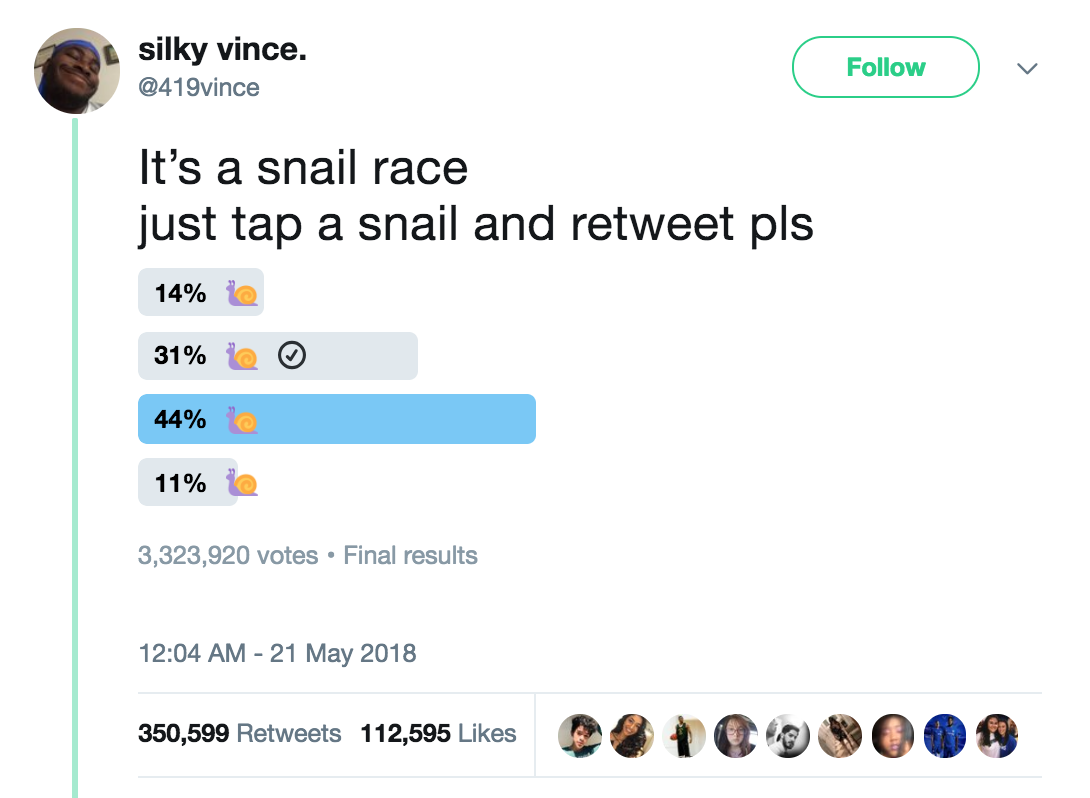 silky vince.
@419vince
Follow
It’s a snail race
just tap a snail and retweet pls
14% 🐌
31% 🐌
44% 🐌
11% 🐌
3,323,920 votes • Final results
12:04 AM - 21 May 2018
350,599 Retweets 112,595 Likes